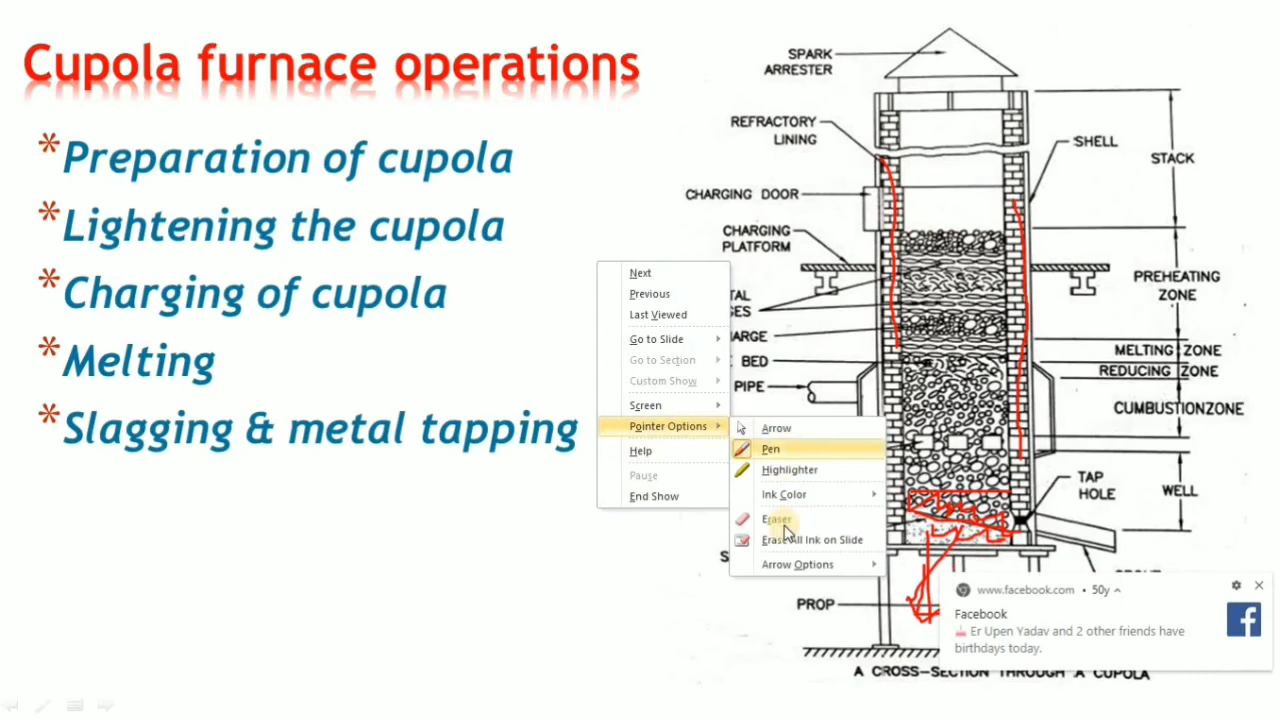 Cupola furnace operations
* Preparation of cupola
* Lightening the cupola
* Charging of cupola
* Melting
* Slagging & metal tapping
SPARK
ARRESTER
REFRACTORY
LINING
CHARGING DOOR
CHARGING
PLATFORM
TAL
GES
HARGE
E BED
PIPE
PROP
SHELL
STACK
PREHEATING
ZONE
MELTING ZONE
REDUCING ZONE
CUMBUSTIONZONE
TAP
HOLE
WELL
A CROSS-SECTION THROUGH A CUPOLA
Next
Previous
Last Viewed
Go to Slide
Go to Section
Custom Show
Screen
Pointer Options
Help
Pause
End Show
Arrow
Pen
Highlighter
Ink Color
Eraser
Erase All Ink on Slide
Arrow Options
www.facebook.com • 50y
Facebook
Er Upen Yadav and 2 other friends have
birthdays today.